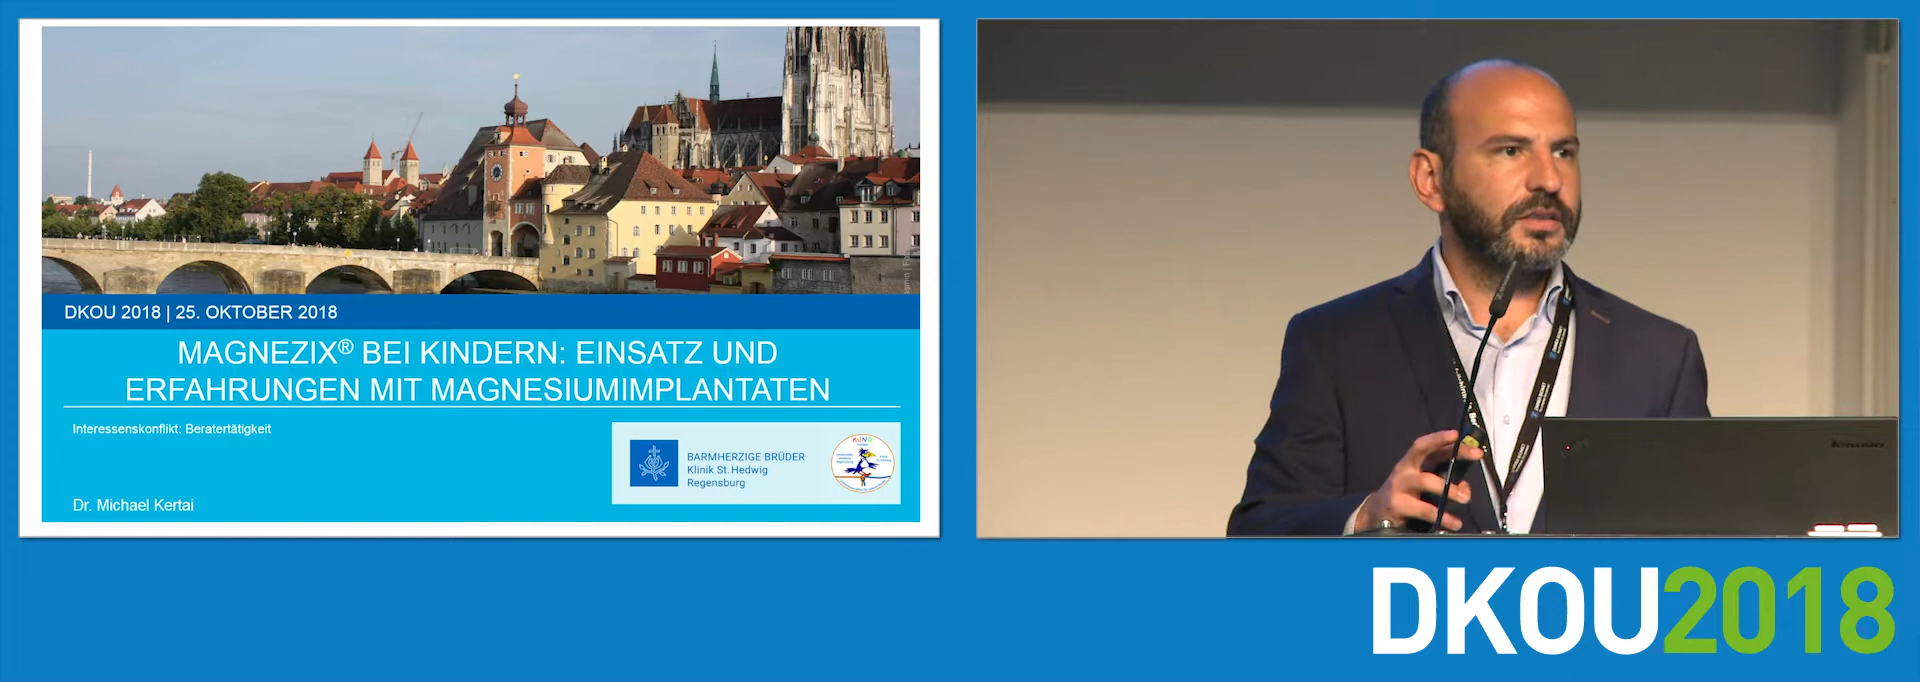 DKOU 2018 | 25. OKTOBER 2018
MAGNEZIX® BEI KINDERN: EINSATZ UND
ERFAHRUNGEN MIT MAGNESIUMIMPLANTATEN
Interessenskonflikt: Beratertätigkeit
BARMHERZIGE BRÜDER
Klinik St. Hedwig
Regensburg
KUNO
Dr. Michael Kertai
DKOU2018